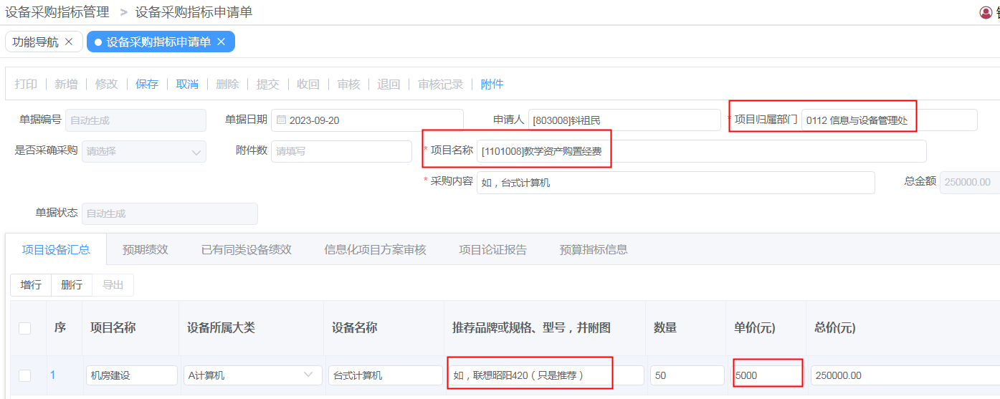 设备采购指标管理 > 设备采购指标申请单
功能导航 × 设备采购指标申请单 ×
打印 新增 修改 保存 取消 删除 提交 收回 审核 退回 审核记录 附件
单据编号 自动生成 单据日期 2023-09-20 申请人 [803008]钭祖民 * 项目归属部门 0112 信息与设备管理处
是否采确采购 请选择 附件数 请填写 * 项目名称 [1101008]教学资产购置经费
* 采购内容 如，台式计算机 总金额 250000.00
单据状态 自动生成
项目设备汇总 预期绩效 已有同类设备绩效 信息化项目方案审核 项目论证报告 预算指标信息
增行 删行 导出
序 项目名称 设备所属大类 设备名称 推荐品牌或规格、型号，并附图 数量 单价(元) 总价(元)
1 机房建设 A计算机 台式计算机 如，联想昭阳420（只是推荐） 50 5000 250000.00